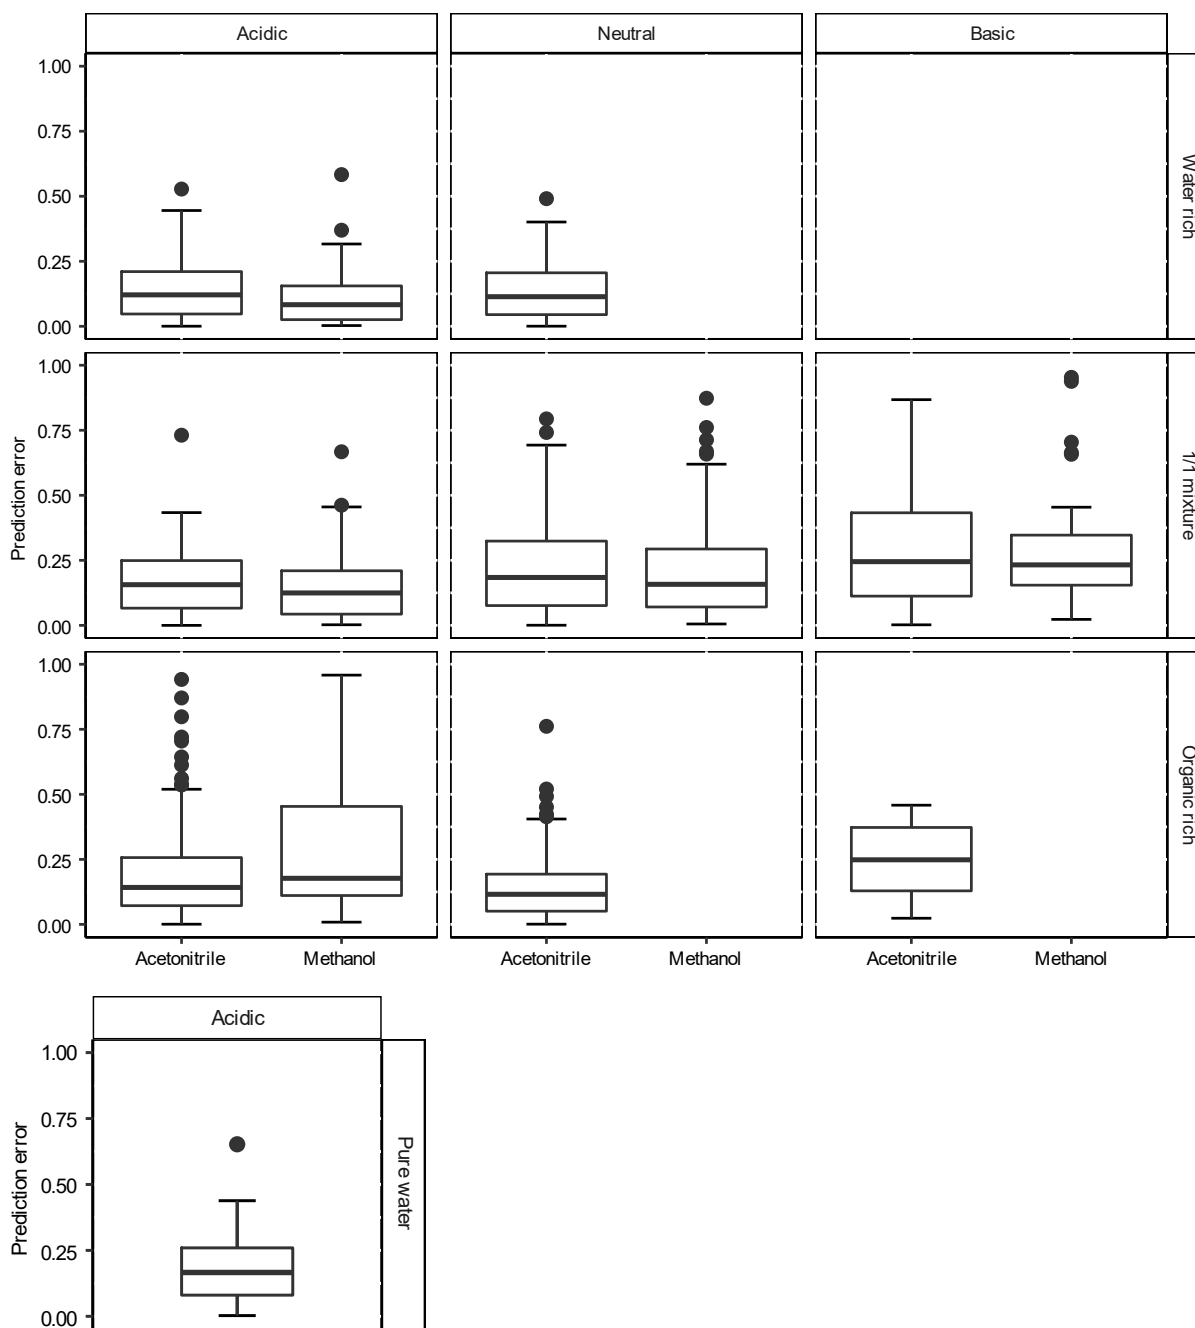 Acidic Neutral Basic
1.00
0.75
0.50
0.25
0.00
Water rich
1.00
0.75
0.50
0.25
0.00
Prediction error
1/1 mixture
1.00
0.75
0.50
0.25
0.00
Organic rich
Acetonitrile Methanol Acetonitrile Methanol Acetonitrile Methanol
Acidic
1.00
0.75
0.50
0.25
0.00
Prediction error
Pure water